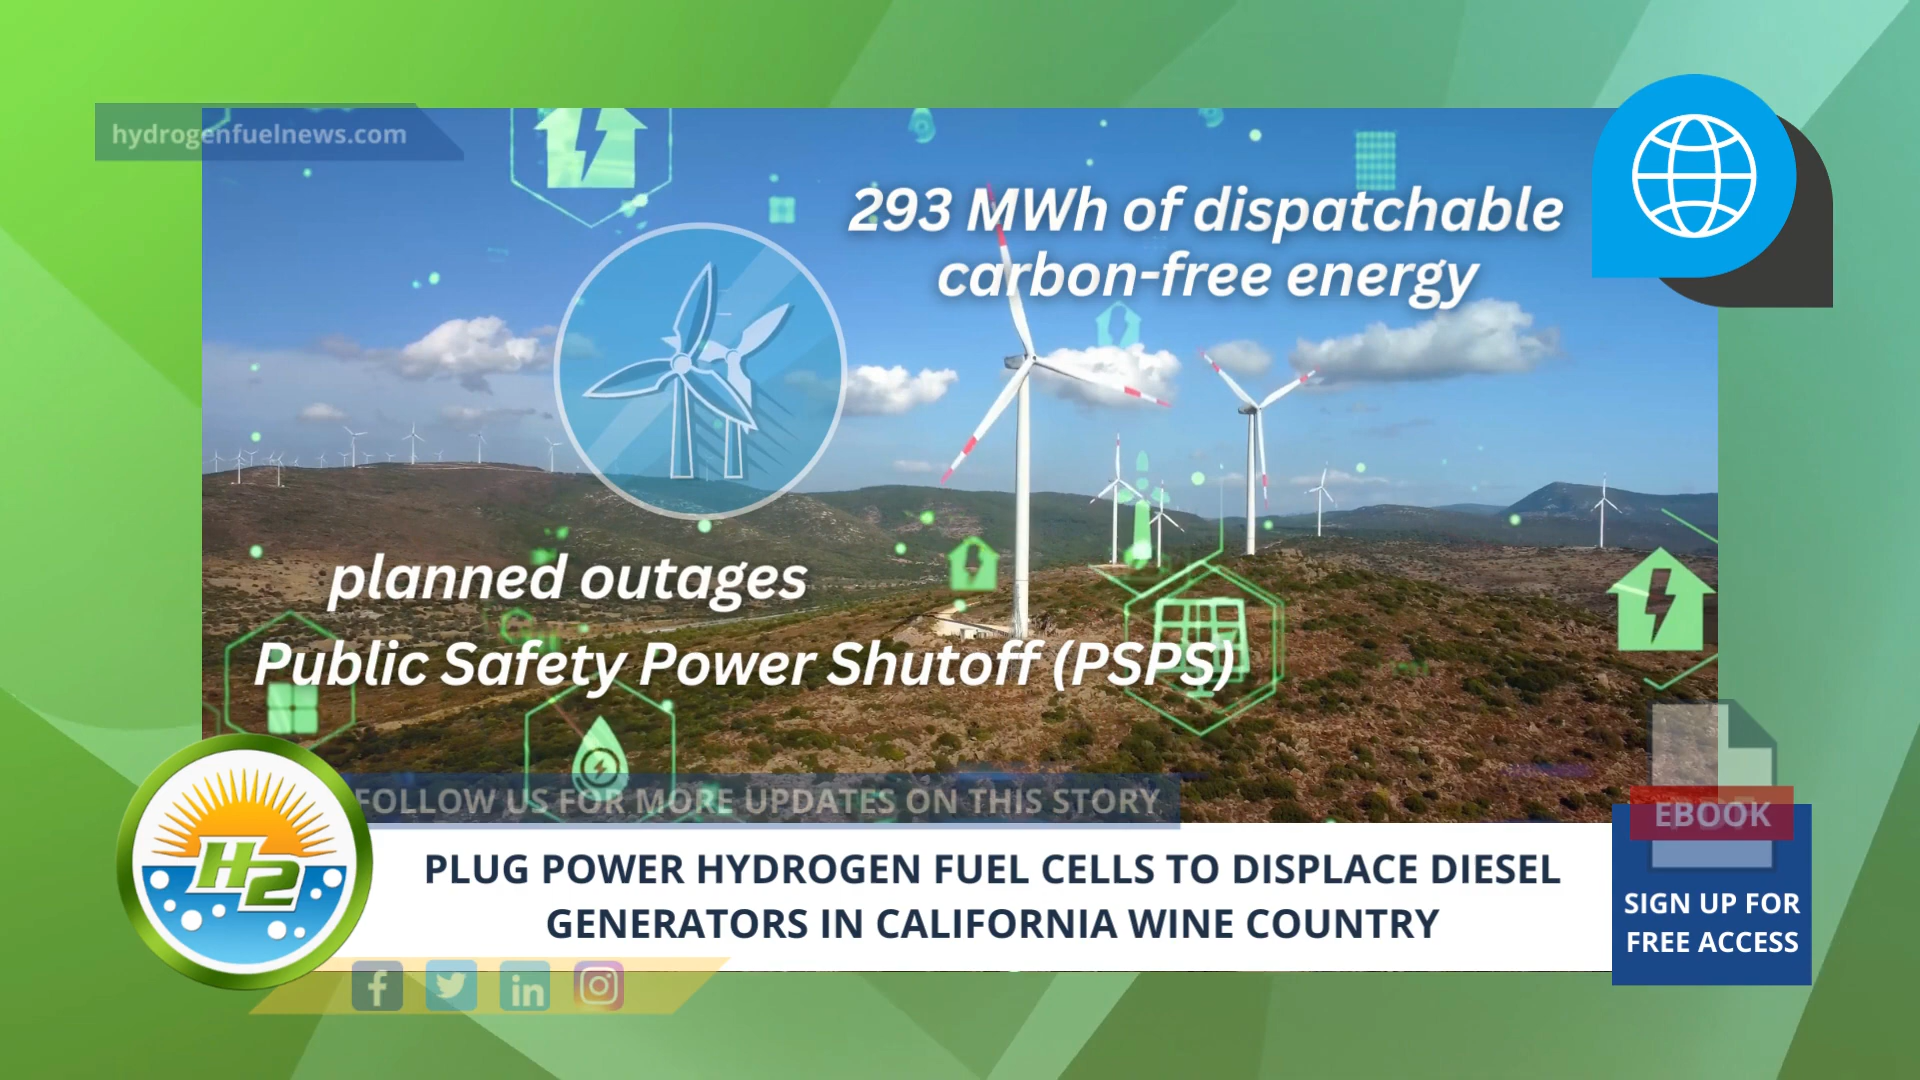 hydrogenfuelnews.com
293 MWh of dispatchable
carbon-free energy
planned outages
Public Safety Power Shutoff (PSPS)
FOLLOW US FOR MORE UPDATES ON THIS STORY
PLUG POWER HYDROGEN FUEL CELLS TO DISPLACE DIESEL
GENERATORS IN CALIFORNIA WINE COUNTRY
H2
EBOOK
SIGN UP FOR
FREE ACCESS